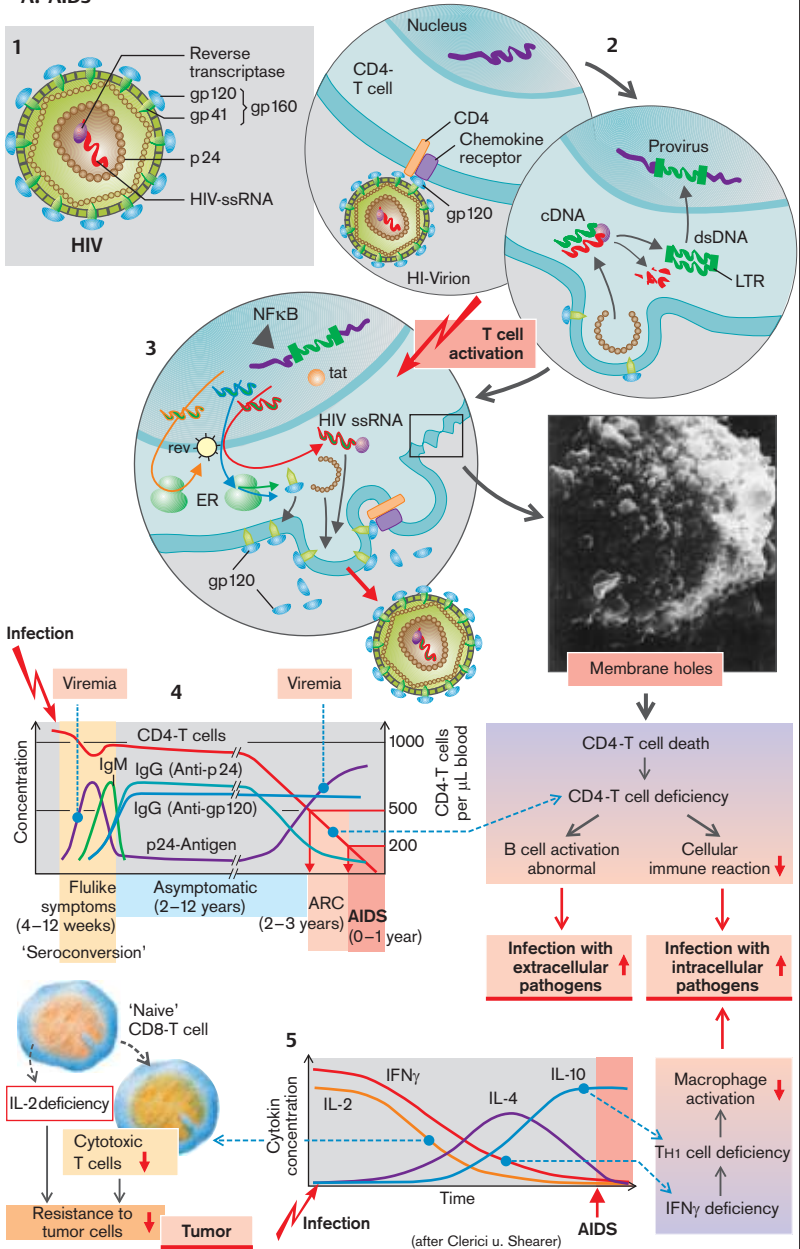 A. AIDS
1
Reverse
transcriptase
gp120
gp41
gp160
p24
HIV-ssRNA
HIV
Nucleus
CD4-
T cell
CD4
Chemokine
receptor
gp120
HI-Virion
2
Provirus
cDNA
dsDNA
LTR
T cell
activation
3
NFκB
tat
HIV ssRNA
rev
ER
gp120
Membrane holes
Infection
Viremia
4
Viremia
CD4-T cells
IgM
IgG (Anti-p24)
IgG (Anti-gp120)
p24-Antigen
Concentration
1000
500
200
CD4-T cells
per µL blood
Flulike
symptoms
(4–12 weeks)
'Seroconversion'
Asymptomatic
(2–12 years)
ARC
(2–3 years)
AIDS
(0–1 year)
CD4-T cell death
CD4-T cell deficiency
B cell activation
abnormal
Cellular
immune reaction
Infection with
extracellular
pathogens
Infection with
intracellular
pathogens
'Naive'
CD8-T cell
IL-2 deficiency
Cytotoxic
T cells
Resistance to
tumor cells
Tumor
5
Cytokin
concentration
IFNγ
IL-2
IL-4
IL-10
Time
Infection
AIDS
(after Clerici u. Shearer)
Macrophage
activation
TH1 cell deficiency
IFNγ deficiency